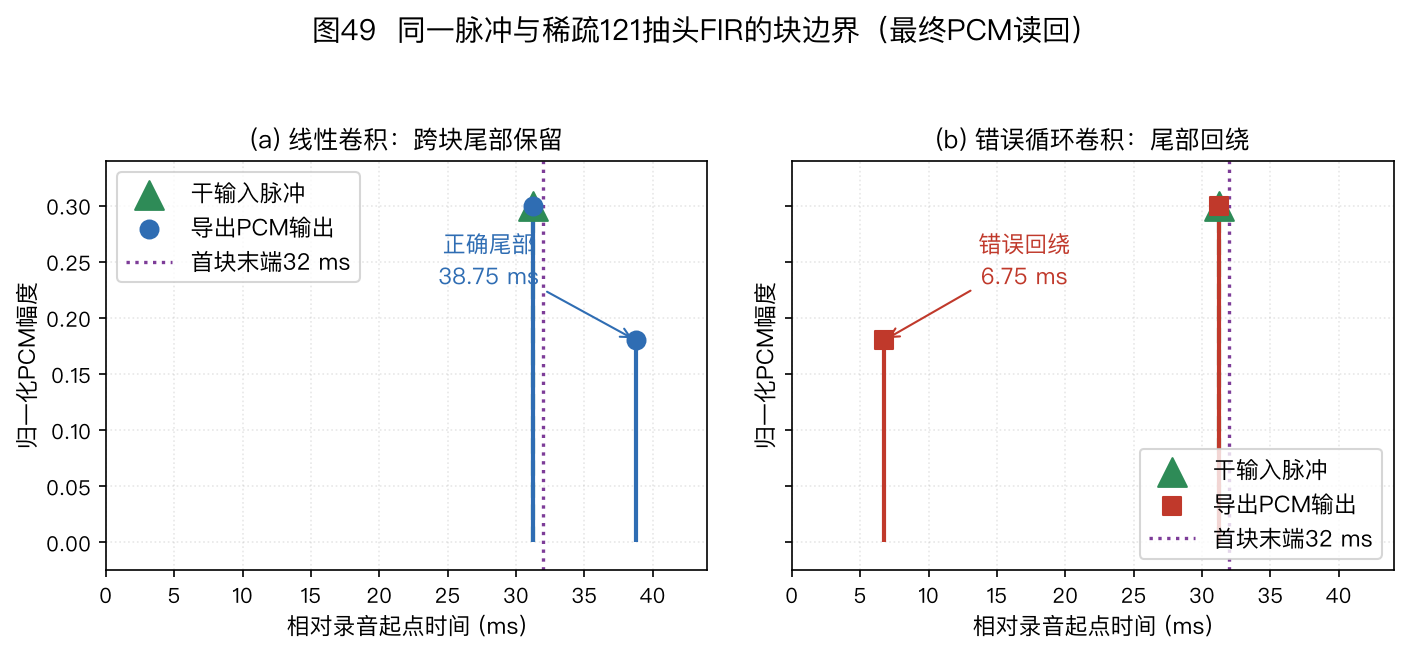 图49 同一脉冲与稀疏121抽头FIR的块边界（最终PCM读回）
(a) 线性卷积：跨块尾部保留
干输入脉冲
导出PCM输出
首块末端32 ms
正确尾部
38.75 ms
归一化PCM幅度
0.30
0.25
0.20
0.15
0.10
0.05
0.00
0 5 10 15 20 25 30 35 40
相对录音起点时间 (ms)
(b) 错误循环卷积：尾部回绕
错误回绕
6.75 ms
归一化PCM幅度
干输入脉冲
导出PCM输出
首块末端32 ms
0 5 10 15 20 25 30 35 40
相对录音起点时间 (ms)